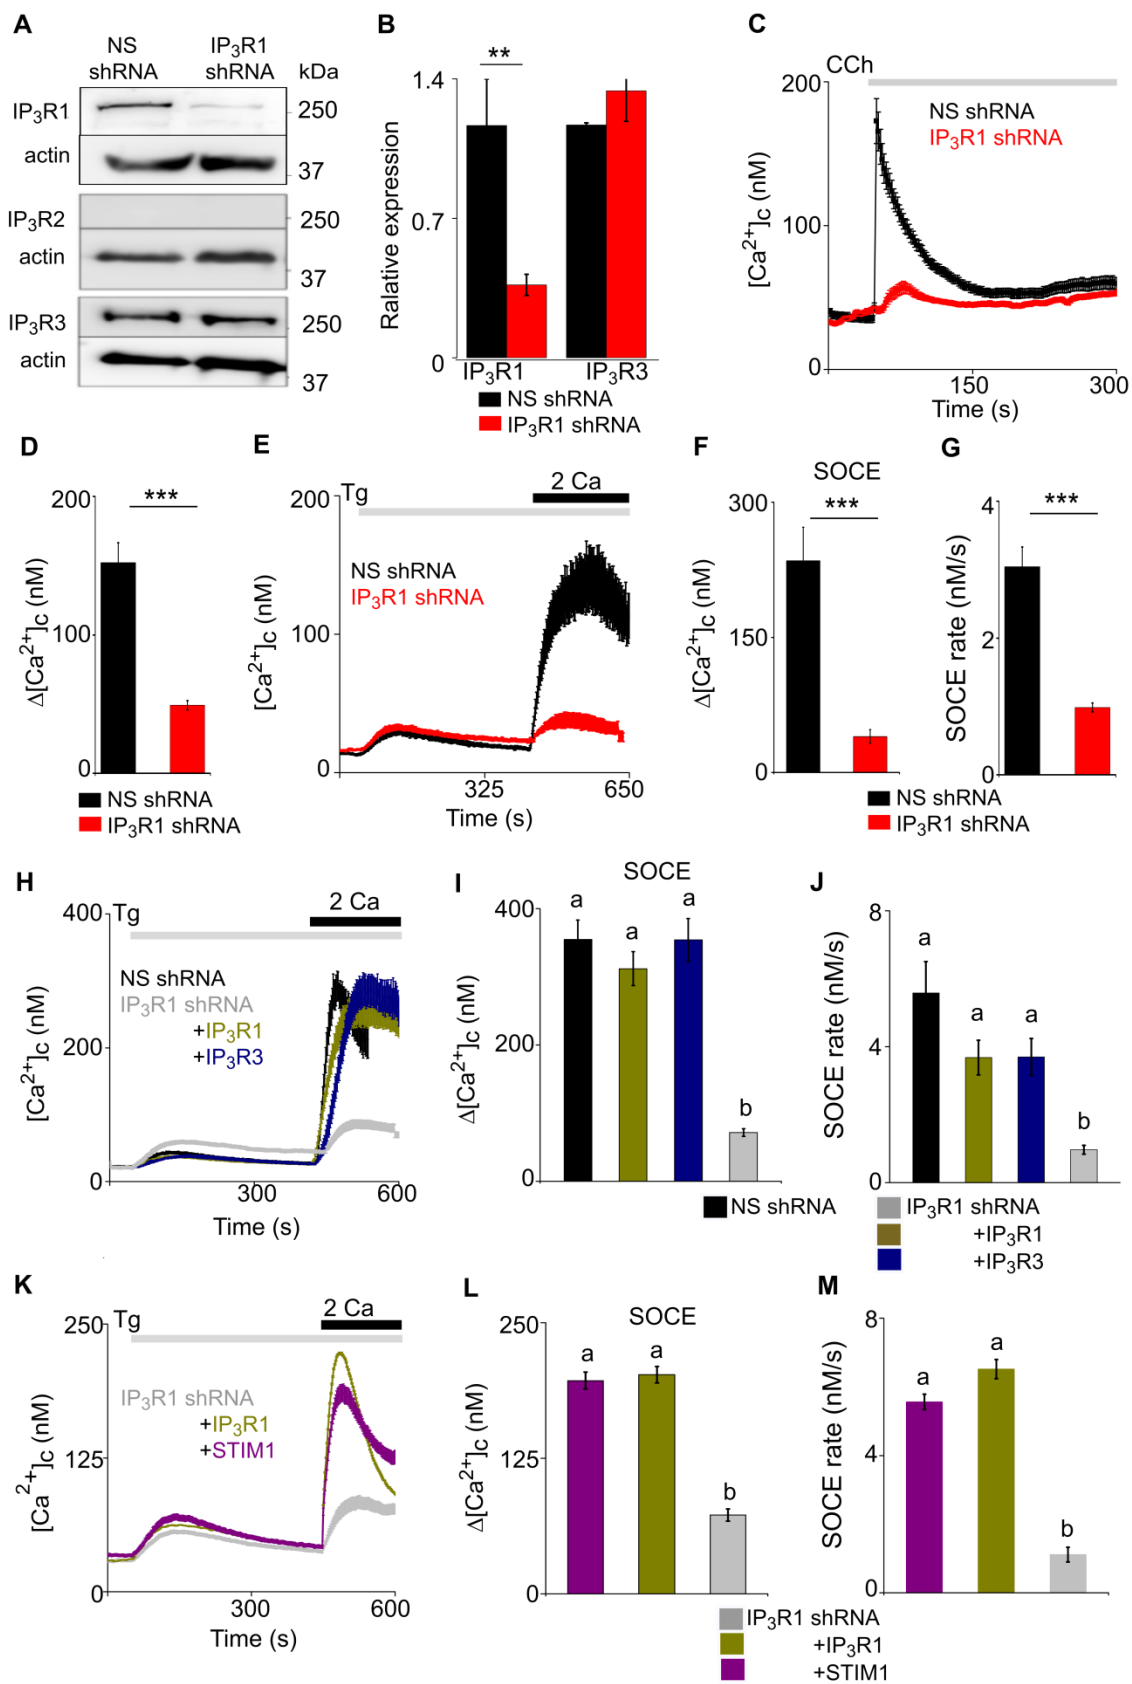 A
NS shRNA
IP3R1 shRNA
kDa
IP3R1
250
actin
37
IP3R2
250
actin
37
IP3R3
250
actin
37
B
**
1.4
0.7
0
Ralative expression
IP3R1
IP3R3
NS shRNA
IP3R1 shRNA
C
CCh
200
100
0
[Ca2+]C (nM)
NS shRNA
IP3R1 shRNA
150
300
Time (s)
D
200
100
0
Δ[Ca2+]C (nM)
***
NS shRNA
IP3R1 shRNA
E
Tg
2 Ca
200
100
0
[Ca2+]C (nM)
NS shRNA
IP3R1 shRNA
325
650
Time (s)
F
SOCE
***
300
150
0
Δ[Ca2+]C (nM)
G
***
4
2
0
SOCE rate (nM/s)
NS shRNA
IP3R1 shRNA
H
Tg
2 Ca
400
200
0
[Ca2+]C (nM)
NS shRNA
IP3R1 shRNA
+IP3R1
+IP3R3
300
600
Time (s)
I
SOCE
400
200
0
Δ[Ca2+]C (nM)
a
a
a
b
NS shRNA
J
8
4
0
SOCE rate (nM/s)
a
a
a
b
IP3R1 shRNA
+IP3R1
+IP3R3
K
Tg
2 Ca
250
125
0
[Ca2+]C (nM)
IP3R1 shRNA
+IP3R1
+STIM1
300
600
Time (s)
L
SOCE
250
125
0
Δ[Ca2+]C (nM)
a
a
b
M
8
4
0
SOCE rate (nM/s)
a
a
b
IP3R1 shRNA
+IP3R1
+STIM1